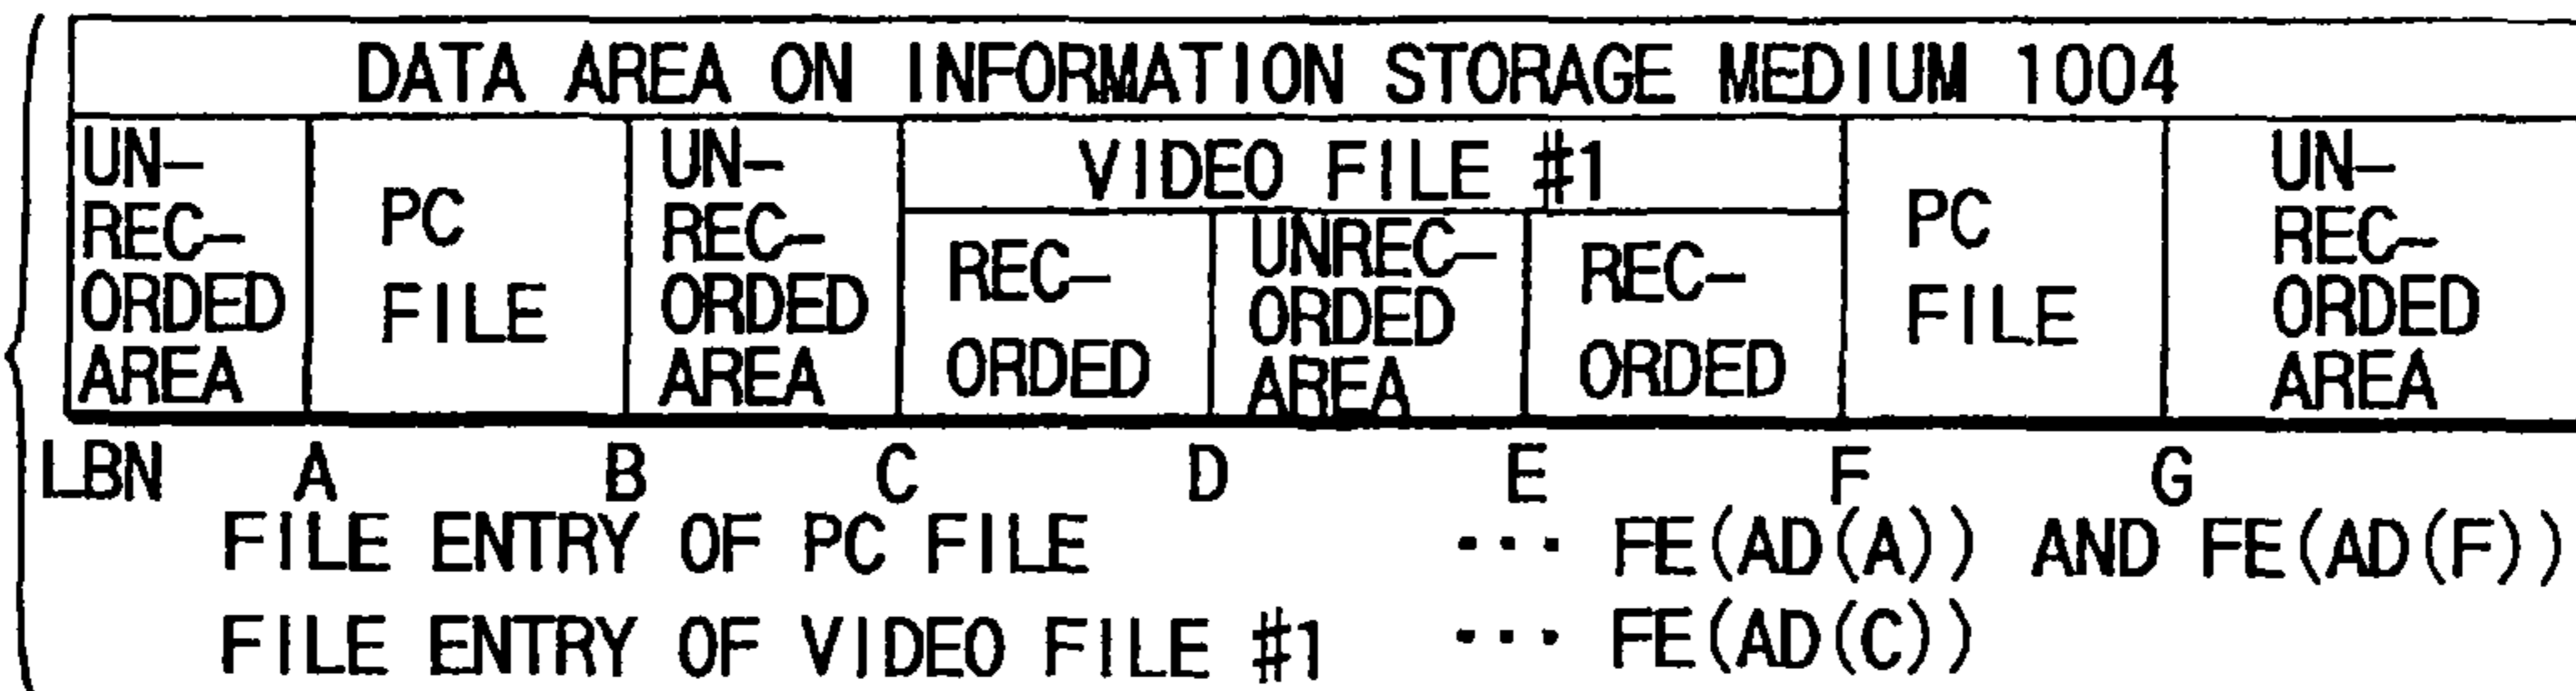 DATA AREA ON INFORMATION STORAGE MEDIUM 1004
UN-
REC-
ORDED
AREA
PC
FILE
UN-
REC-
ORDED
AREA
VIDEO FILE #1
REC-
ORDED
UNREC-
ORDED
AREA
REC-
ORDED
PC
FILE
UN-
REC-
ORDED
AREA
LBN A B C D E F G
FILE ENTRY OF PC FILE ··· FE(AD(A)) AND FE(AD(F))
FILE ENTRY OF VIDEO FILE #1 ··· FE(AD(C))